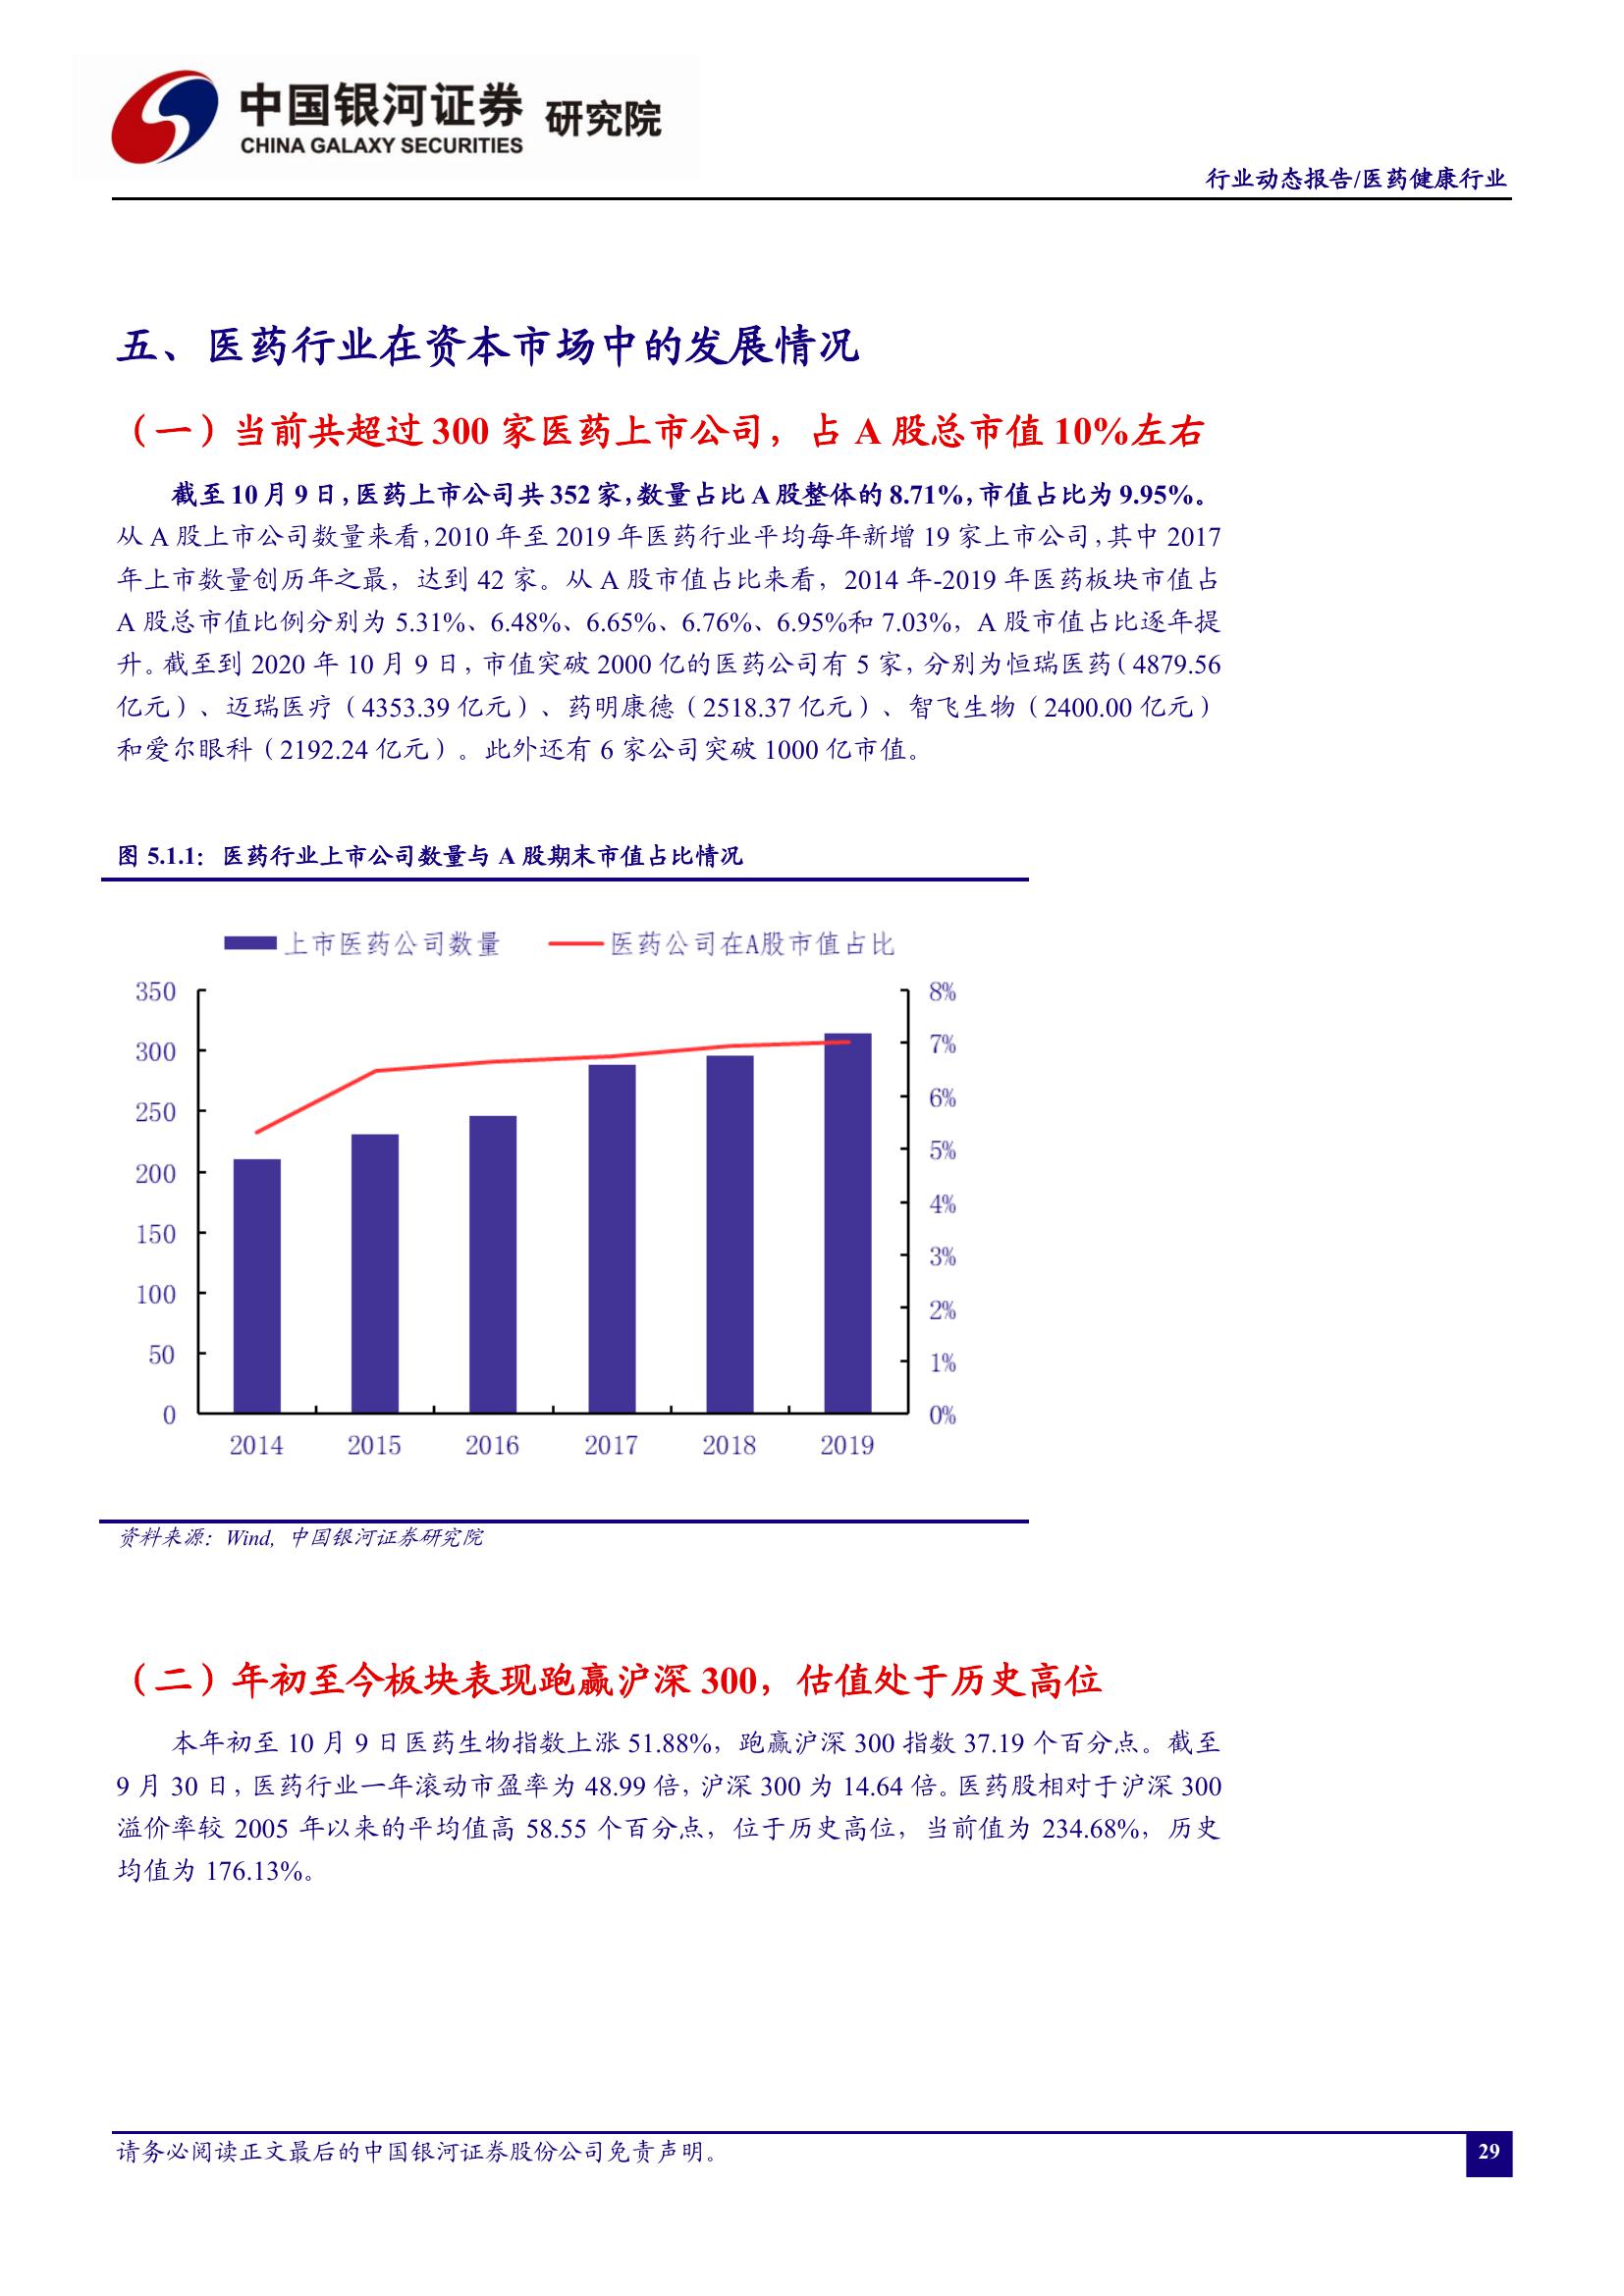 中国银河证券 研究院
CHINA GALAXY SECURITIES
行业动态报告/医药健康行业
五、医药行业在资本市场中的发展情况
（一）当前共超过 300 家医药上市公司，占 A 股总市值 10%左右
截至 10 月 9 日，医药上市公司共 352 家，数量占比 A 股整体的 8.71%，市值占比为 9.95%。
从 A 股上市公司数量来看，2010 年至 2019 年医药行业平均每年新增 19 家上市公司，其中 2017
年上市数量创历年之最，达到 42 家。从 A 股市值占比来看，2014 年-2019 年医药板块市值占
A 股总市值比例分别为 5.31%、6.48%、6.65%、6.76%、6.95%和 7.03%，A 股市值占比逐年提
升。截至到 2020 年 10 月 9 日，市值突破 2000 亿的医药公司有 5 家，分别为恒瑞医药（4879.56
亿元）、迈瑞医疗（4353.39 亿元）、药明康德（2518.37 亿元）、智飞生物（2400.00 亿元）
和爱尔眼科（2192.24 亿元）。此外还有 6 家公司突破 1000 亿市值。
图 5.1.1：医药行业上市公司数量与 A 股期末市值占比情况
上市医药公司数量 医药公司在A股市值占比
350 8%
300 7%
250 6%
200 5%
150 4%
100 3%
50 2%
0 1%
0%
2014 2015 2016 2017 2018 2019
资料来源：Wind，中国银河证券研究院
（二）年初至今板块表现跑赢沪深 300，估值处于历史高位
本年初至 10 月 9 日医药生物指数上涨 51.88%，跑赢沪深 300 指数 37.19 个百分点。截至
9 月 30 日，医药行业一年滚动市盈率为 48.99 倍，沪深 300 为 14.64 倍。医药股相对于沪深 300
溢价率较 2005 年以来的平均值高 58.55 个百分点，位于历史高位，当前值为 234.68%，历史
均值为 176.13%。
请务必阅读正文最后的中国银河证券股份公司免责声明。
29